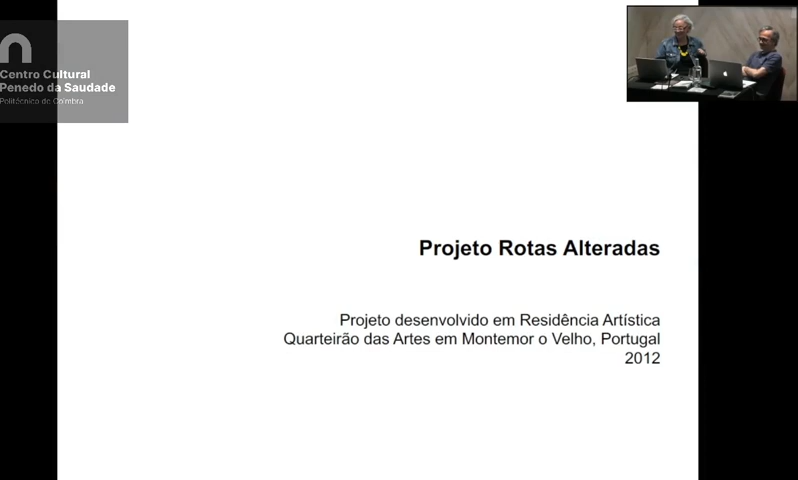 Centro Cultural
Penedo da Saudade
Politécnico de Coimbra
Projeto Rotas Alteradas
Projeto desenvolvido em Residência Artística
Quarteirão das Artes em Montemor o Velho, Portugal
2012